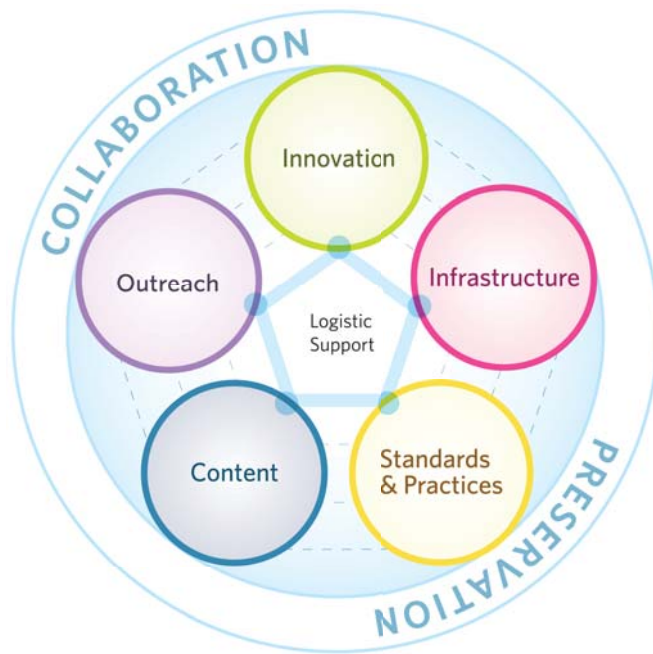 COLLABORATION
Innovation
Outreach
Infrastructure
Logistic
Support
Content
Standards
& Practices
PRESERVATION